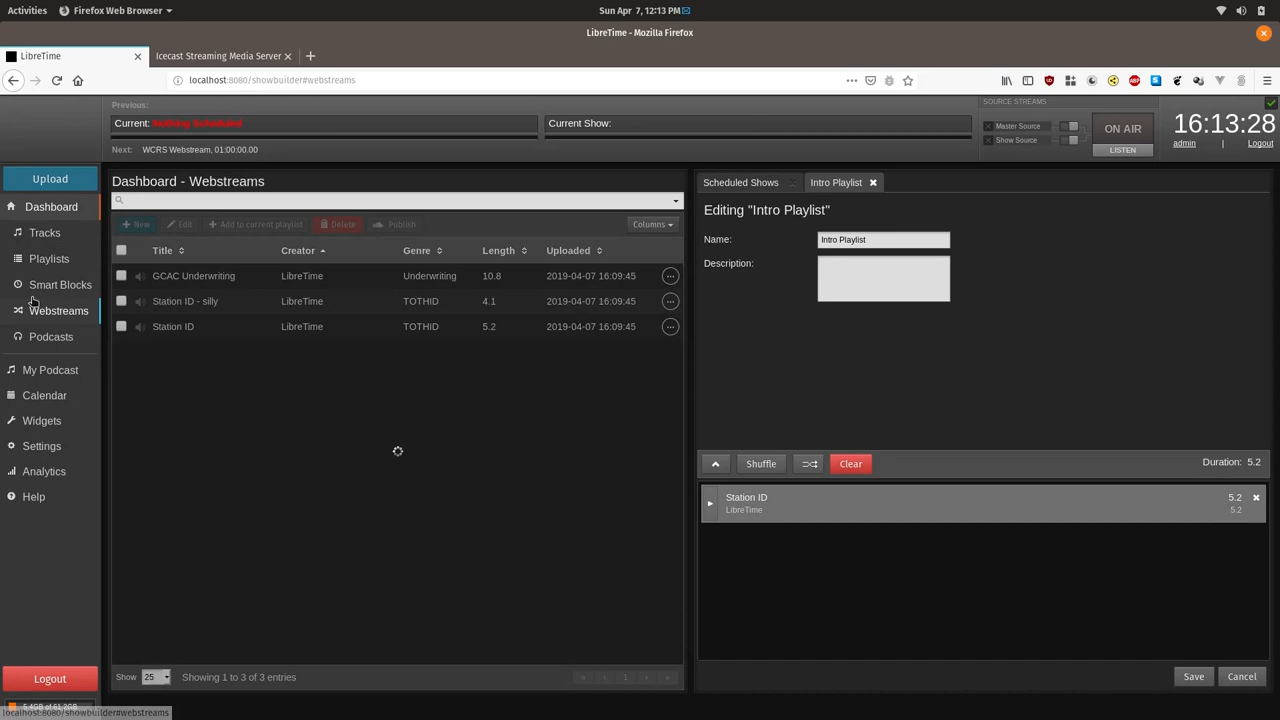 Activities Firefox Web Browser Sun Apr 7, 12:13 PM
LibreTime - Mozilla Firefox
LibreTime Icecast Streaming Media Server
localhost:8080/showbuilder#webstreams
Previous:
Current: Nothing Scheduled
Next: WCRS Webstream, 01:00:00.00
Current Show:
SOURCE STREAMS
Master Source
Show Source
ON AIR
LISTEN
16:13:28
admin | Logout
Upload
Dashboard
Tracks
Playlists
Smart Blocks
Webstreams
Podcasts
My Podcast
Calendar
Widgets
Settings
Analytics
Help
Logout
6.4GB of 61.2GB
localhost:8080/showbuilder#webstreams
Dashboard - Webstreams
New Edit Add to current playlist Delete Publish Columns
Title Creator Genre Length Uploaded
GCAC Underwriting LibreTime Underwriting 10.8 2019-04-07 16:09:45
Station ID - silly LibreTime TOTHID 4.1 2019-04-07 16:09:45
Station ID LibreTime TOTHID 5.2 2019-04-07 16:09:45
Show 25 Showing 1 to 3 of 3 entries 1
Scheduled Shows Intro Playlist
Editing "Intro Playlist"
Name: Intro Playlist
Description:
Shuffle Clear Duration: 5.2
Station ID 5.2
LibreTime 5.2
Save Cancel